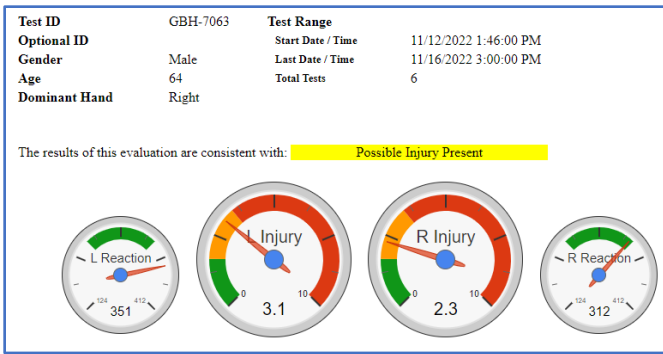 Test ID GBH-7063 Test Range
Optional ID Start Date / Time 11/12/2022 1:46:00 PM
Gender Male Last Date / Time 11/16/2022 3:00:00 PM
Age 64 Total Tests 6
Dominant Hand Right
The results of this evaluation are consistent with: Possible Injury Present
L Reaction
124 412
351
L Injury
0 10
3.1
R Injury
0 10
2.3
R Reaction
124 412
312